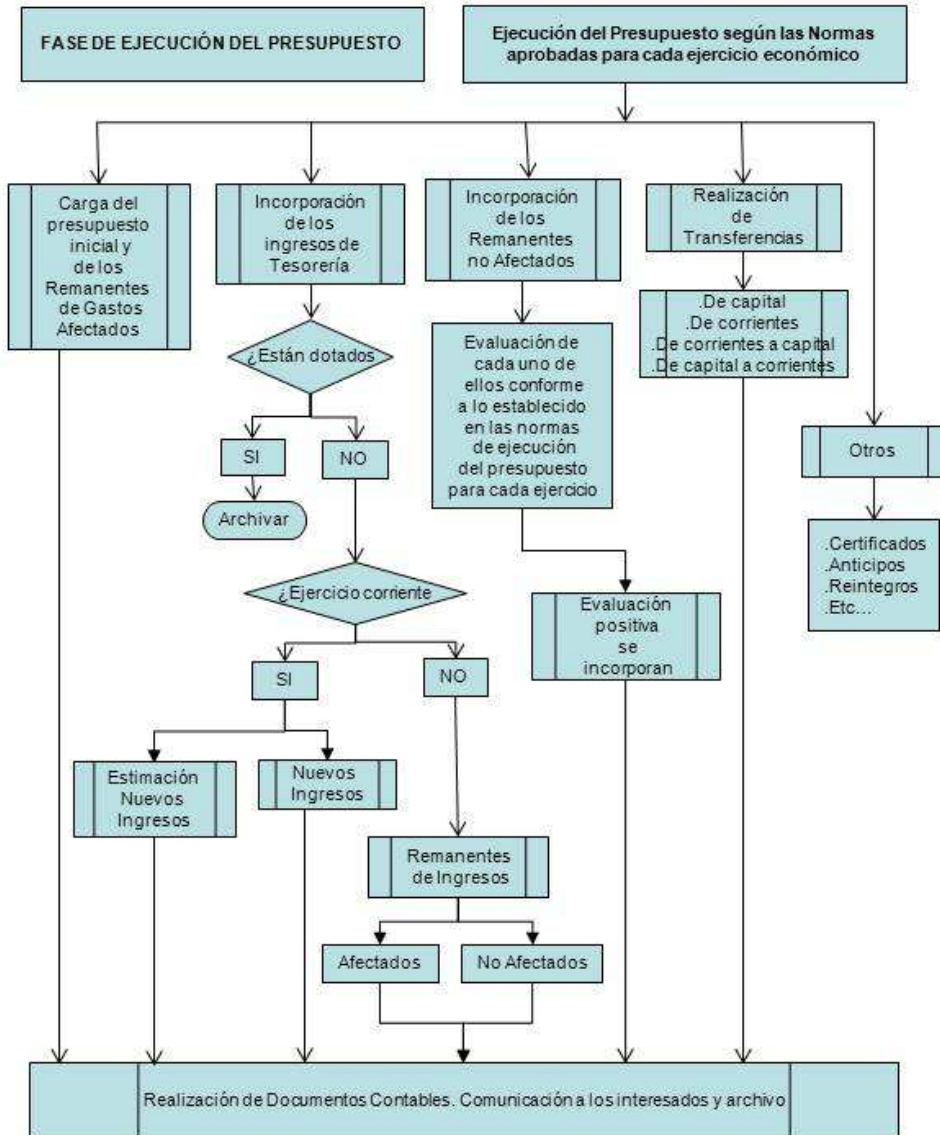 FASE DE EJECUCIÓN DEL PRESUPUESTO
Ejecución del Presupuesto según las Normas
aprobadas para cada ejercicio económico
Carga del
presupuesto
inicial y
de los
Remanentes
de Gastos
Afectados
Incorporación
de los
ingresos de
Tesorería
Incorporación
de los
Remanentes
no Afectados
Realización
de
Transferencias
.De capital
.De corrientes
.De corrientes a capital
.De capital a corrientes
¿Están dotados
Evaluación de
cada uno de
ellos conforme
a lo establecido
en las normas
de ejecución
del presupuesto
para cada ejercicio
SI
NO
Otros
Archivar
.Certificados
.Anticipos
.Reintegros
.Etc...
¿Ejercicio corriente
Evaluación
positiva
se
incorporan
SI
NO
Estimación
Nuevos
Ingresos
Nuevos
Ingresos
Remanentes
de Ingresos
Afectados
No Afectados
Realización de Documentos Contables. Comunicación a los interesados y archivo